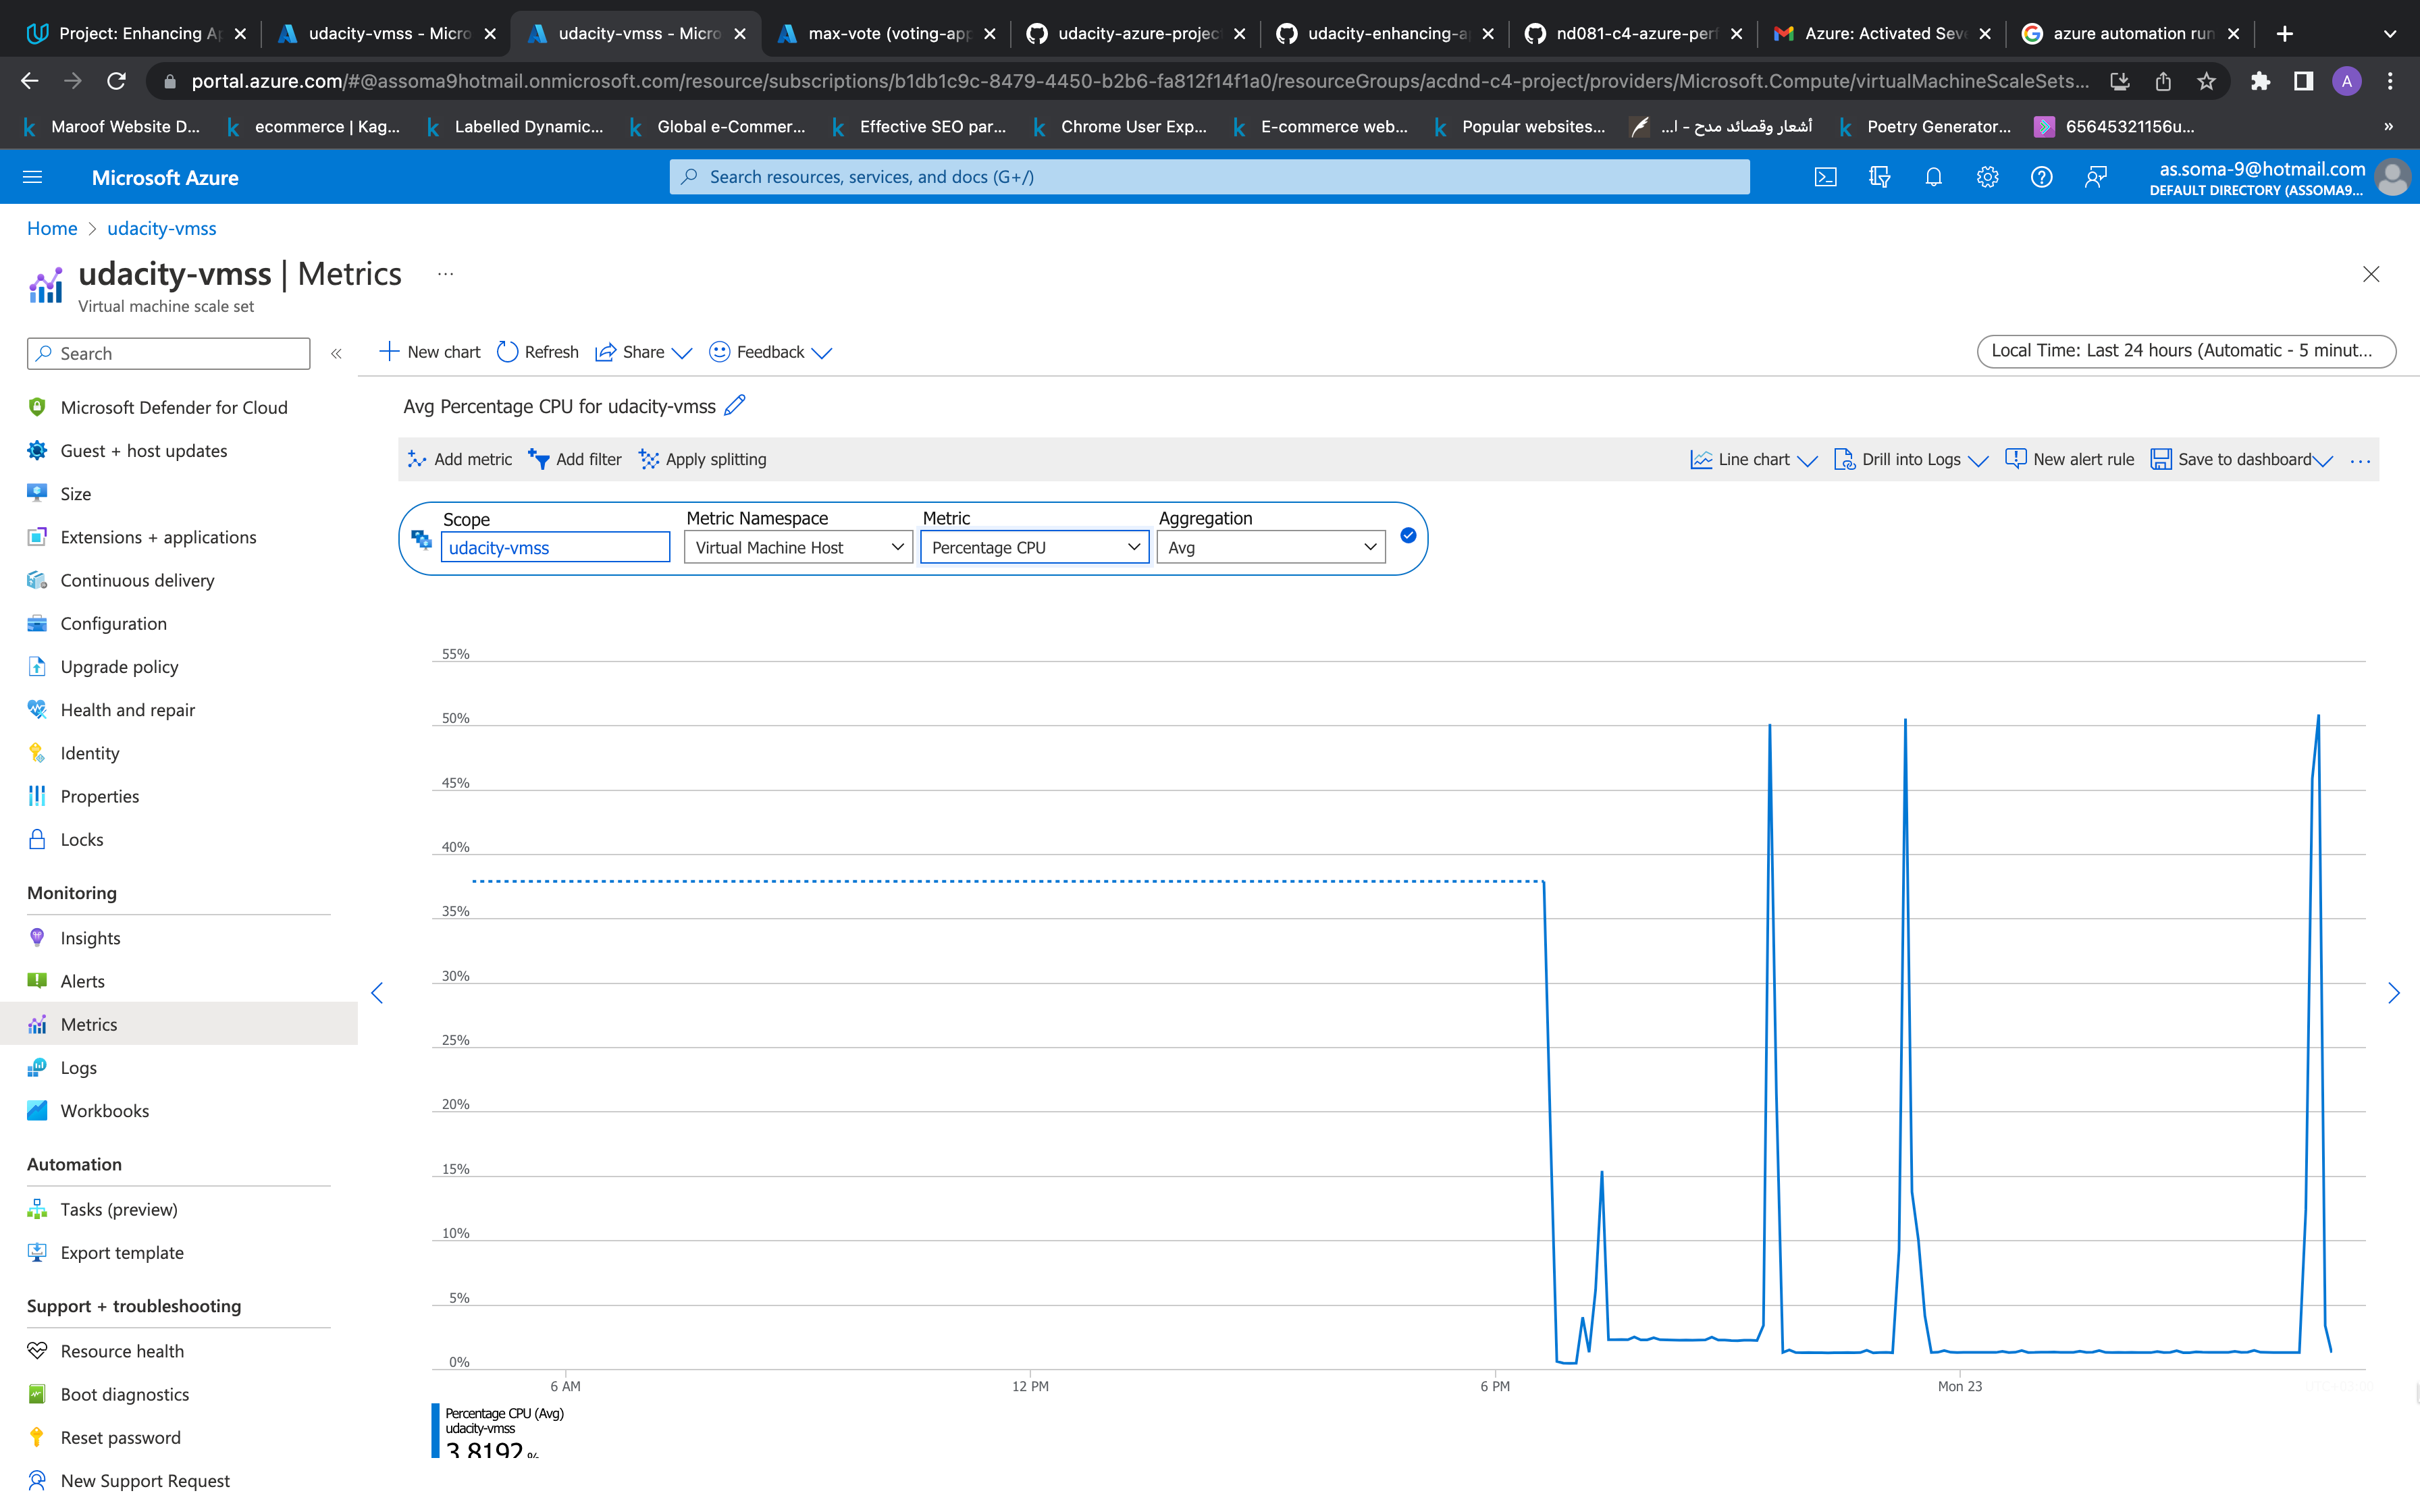 Project: Enhancing Ap
udacity-vmss - Micro
udacity-vmss - Micro
max-vote (voting-app
udacity-azure-project
udacity-enhancing-a
nd081-c4-azure-perf
Azure: Activated Seve
azure automation run
portal.azure.com/#@assoma9hotmail.onmicrosoft.com/resource/subscriptions/b1db1c9c-8479-4450-b2b6-fa812f14f1a0/resourceGroups/acdnd-c4-project/providers/Microsoft.Compute/virtualMachineScaleSets...
A
Maroof Website D...
ecommerce | Kag...
Labelled Dynamic...
Global e-Commer...
Effective SEO par...
Chrome User Exp...
E-commerce web...
Popular websites...
أشعار وقصائد مدح - ا...
Poetry Generator...
65645321156u...
»
Microsoft Azure
Search resources, services, and docs (G+/)
as.soma-9@hotmail.com
DEFAULT DIRECTORY (ASSOMA9...
Home > udacity-vmss
udacity-vmss | Metrics ...
Virtual machine scale set
Search
«
New chart
Refresh
Share
Feedback
Local Time: Last 24 hours (Automatic - 5 minut...
Microsoft Defender for Cloud
Guest + host updates
Size
Extensions + applications
Continuous delivery
Configuration
Upgrade policy
Health and repair
Identity
Properties
Locks
Monitoring
Insights
Alerts
Metrics
Logs
Workbooks
Automation
Tasks (preview)
Export template
Support + troubleshooting
Resource health
Boot diagnostics
Reset password
New Support Request
Avg Percentage CPU for udacity-vmss
Add metric
Add filter
Apply splitting
Line chart
Drill into Logs
New alert rule
Save to dashboard
...
Scope
udacity-vmss
Metric Namespace
Virtual Machine Host
Metric
Percentage CPU
Aggregation
Avg
55%
50%
45%
40%
35%
30%
25%
20%
15%
10%
5%
0%
6 AM
12 PM
6 PM
Mon 23
Percentage CPU (Avg)
udacity-vmss
3.8192 %